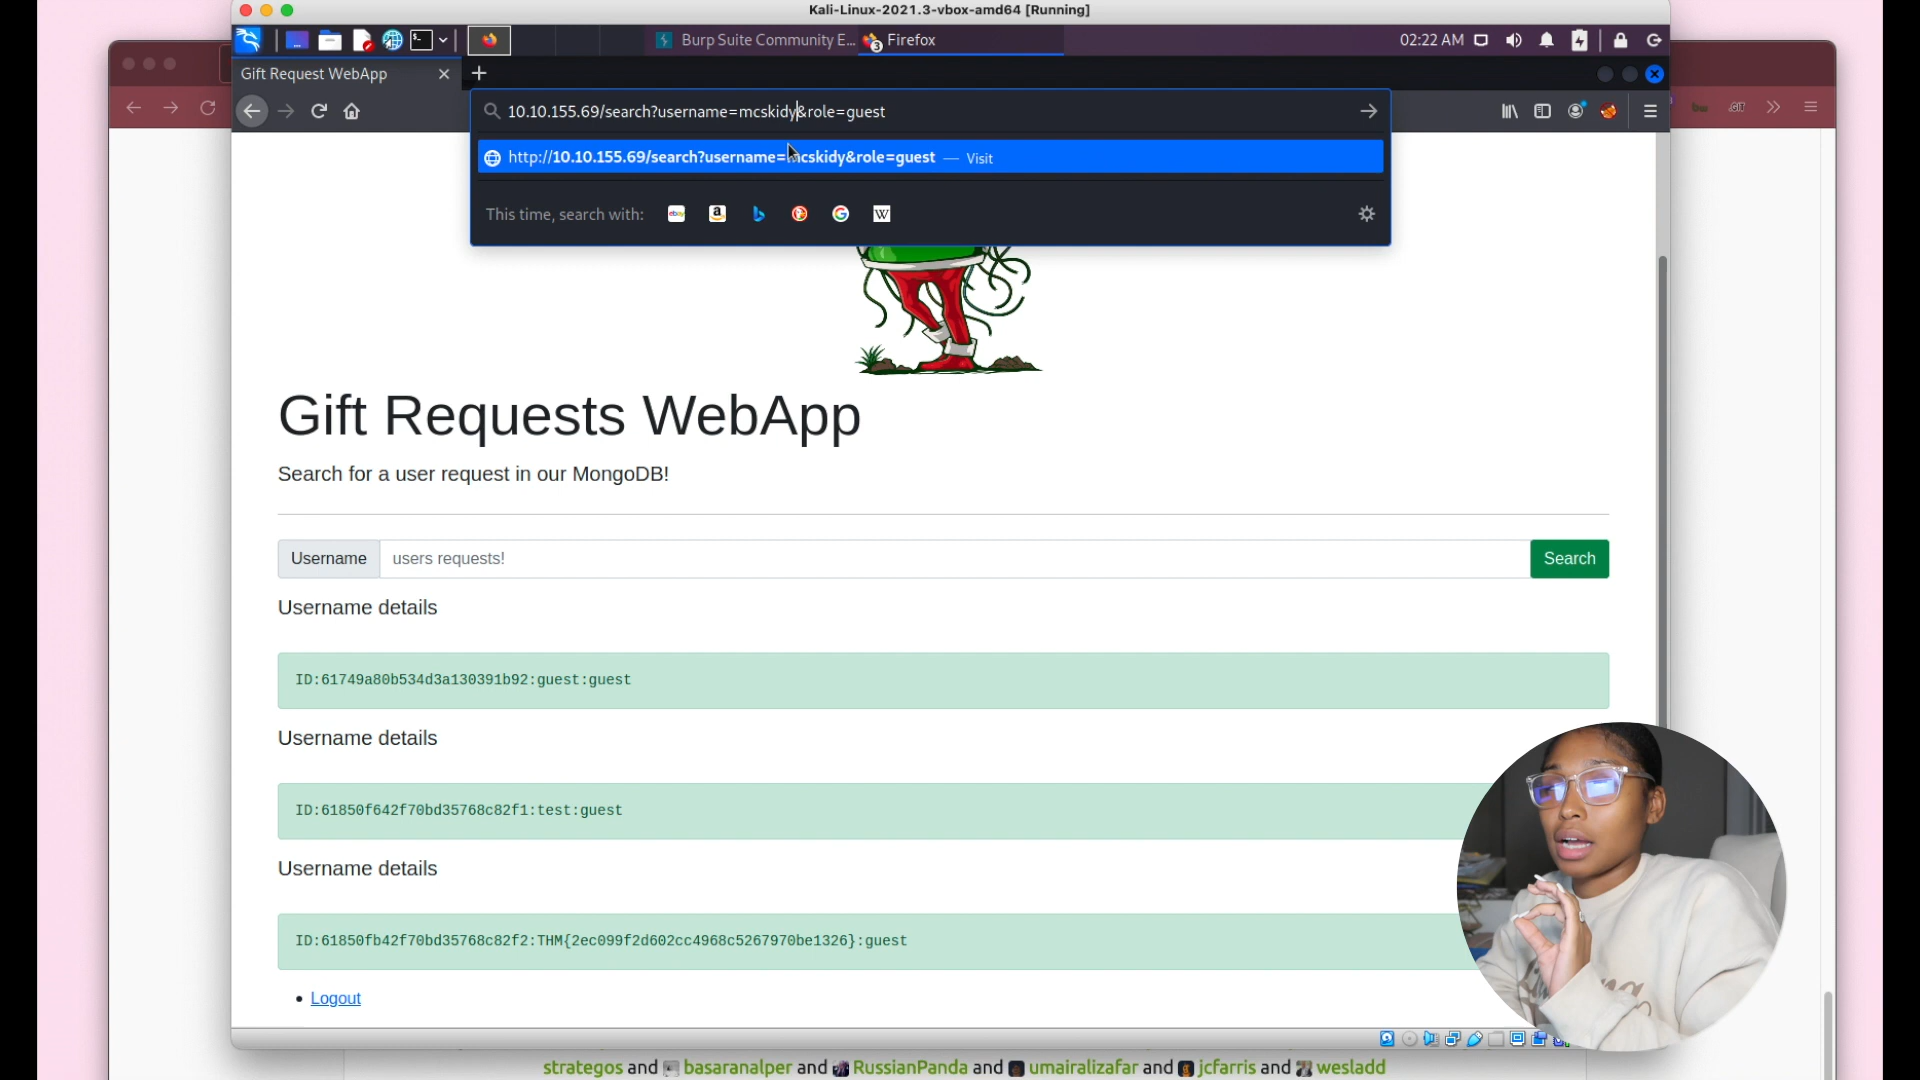 Kali-Linux-2021.3-vbox-amd64 [Running]
Burp Suite Community E...
3
Firefox
02:22 AM
Gift Request WebApp
10.10.155.69/search?username=mcskidy&role=guest
http://10.10.155.69/search?username=mcskidy&role=guest — Visit
This time, search with:
ebay
a
G
W
.GIT
Gift Requests WebApp
Search for a user request in our MongoDB!
Username
users requests!
Search
Username details
ID:61749a80b534d3a130391b92:guest:guest
Username details
ID:61850f642f70bd35768c82f1:test:guest
Username details
ID:61850fb42f70bd35768c82f2:THM{2ec099f2d602cc4968c5267970be1326}:guest
Logout
strategos and basaranalper and RussianPanda and umairalizafar and jcfarris and wesladd